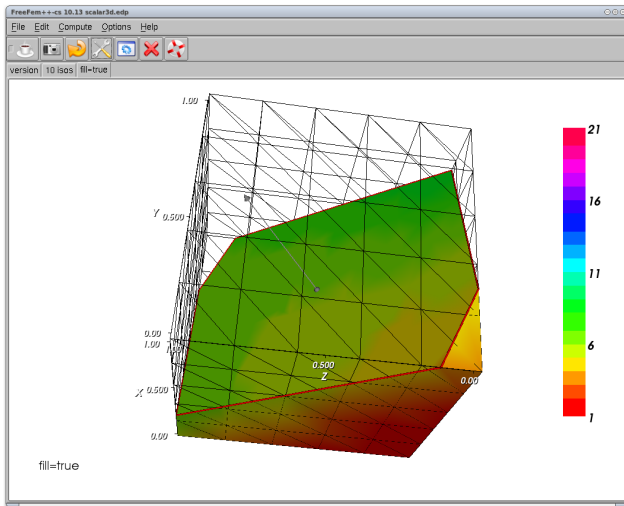 FreeFem++-cs 10.13 scalar3d.edp
File Edit Compute Options Help
version 10 isos fill=true
1.00
21
16
Y 0.500
11
0.00
1.00
6
0.500
Z
0.00
X 0.500
1
0.00
fill=true